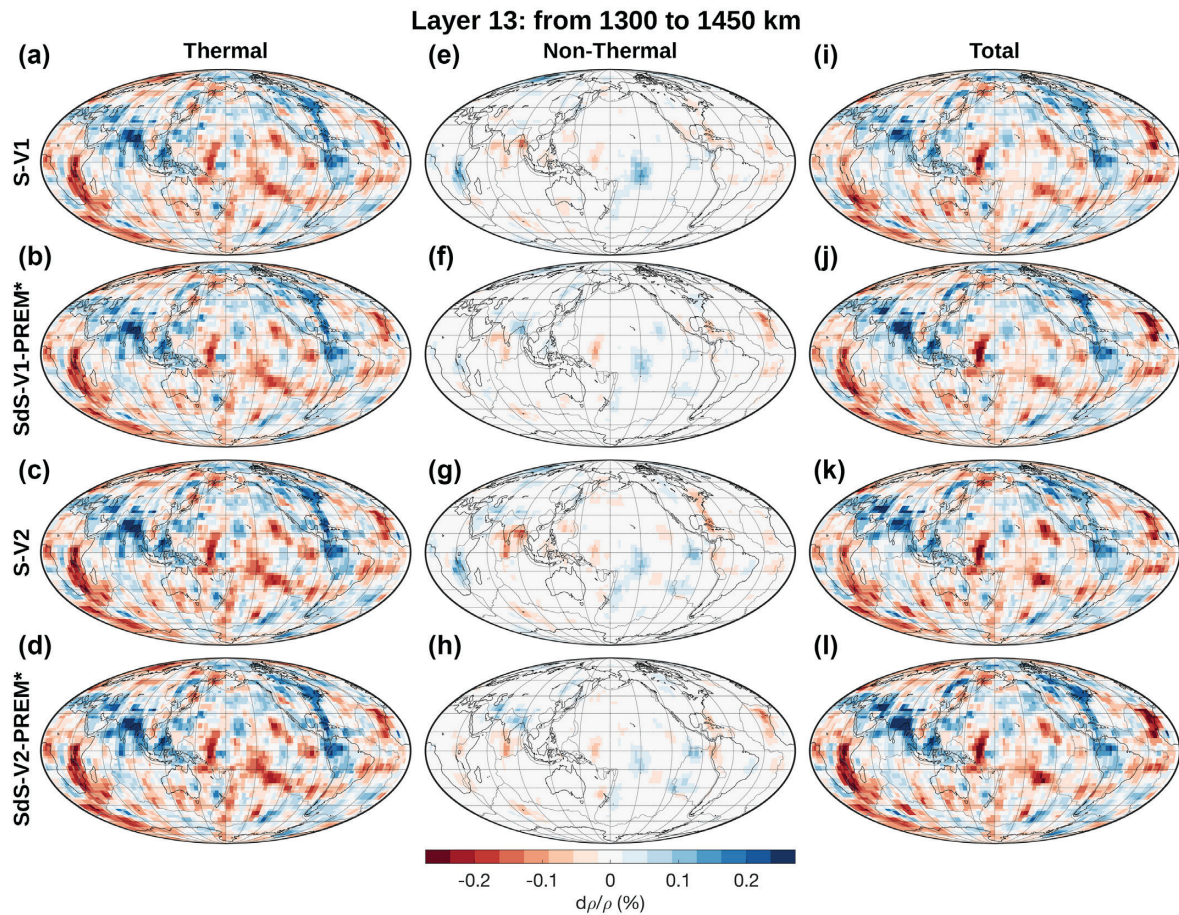 Layer 13: from 1300 to 1450 km
Thermal
Non-Thermal
Total
(a)
(e)
(i)
S-V1
(b)
(f)
(j)
SdS-V1-PREM*
(c)
(g)
(k)
S-V2
(d)
(h)
(l)
SdS-V2-PREM*
-0.2 -0.1 0 0.1 0.2
dρ/ρ (%)